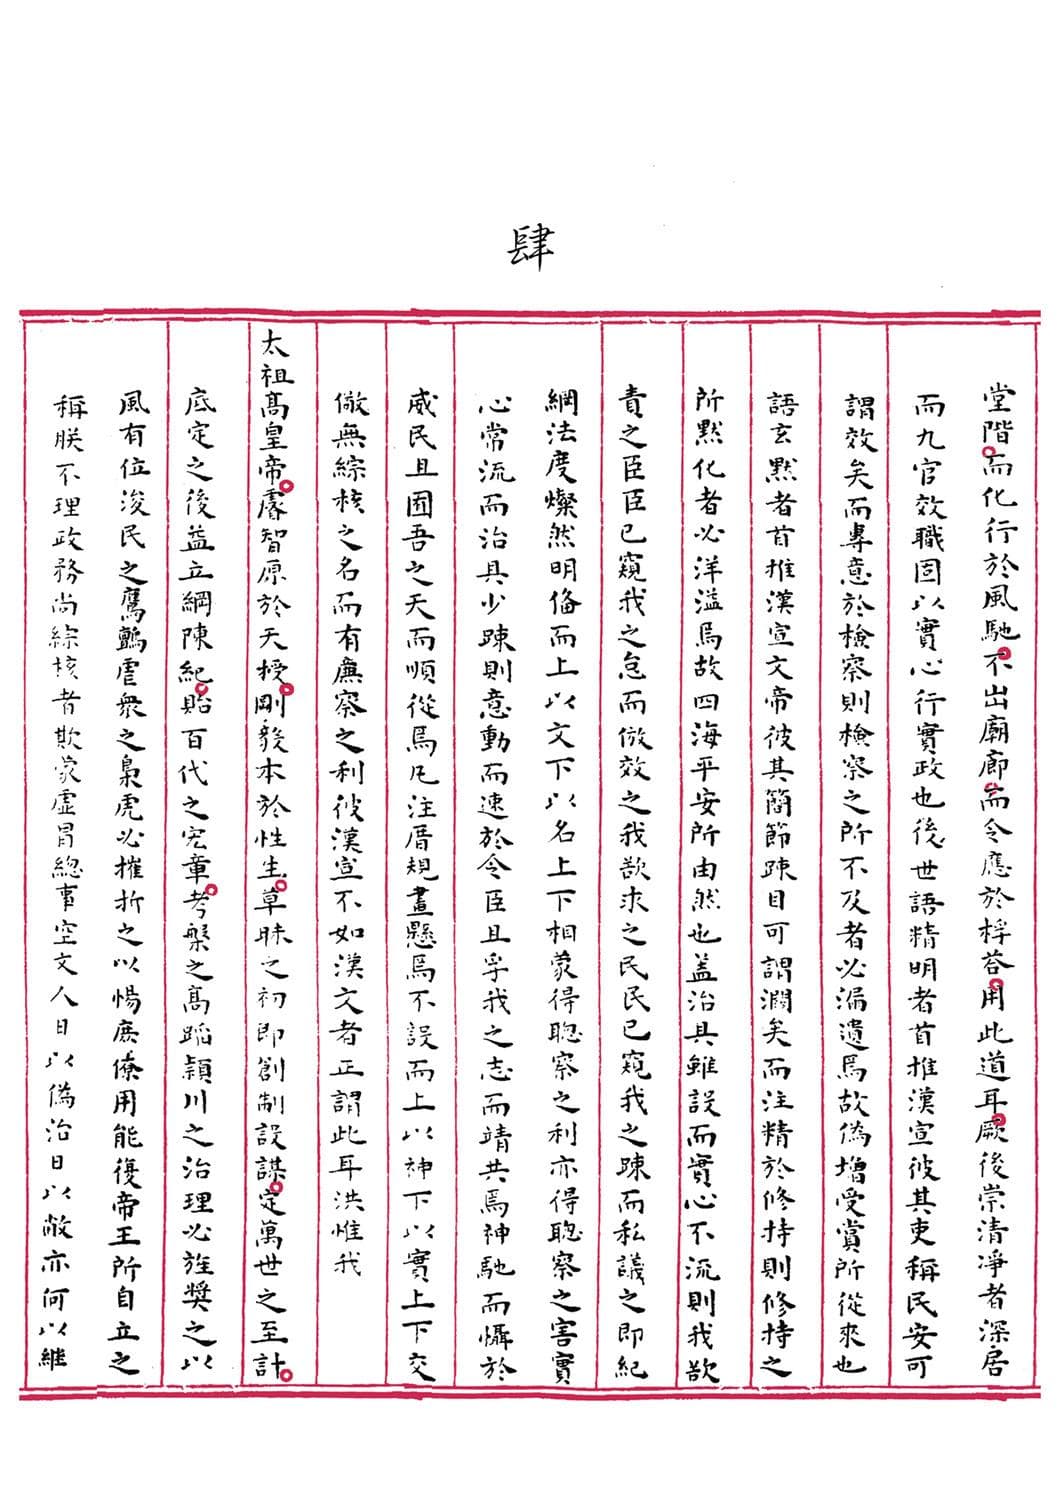 肆
堂階而化行於風馳不出廟廊而令應於桴荅用此道耳厥後崇清凈者深居
而九官效職固以實心行實政也後世語精明者首推漢宣彼其吏稱民安可
謂效矣而專意於檢察則檢察之所不及者必漏遺焉故偽增受賞所從來也
語玄默者首推漢宣文帝彼其簡節踈目可謂濶矣而注精於修持則修持之
所默化者必洋溢焉故四海平安所由然也盖治具雖設而實心不流則我欲
責之臣臣已窺我之怠而倣效之我欲求之民民已窺我之踈而私議之即紀
綱法度燦然明俻而上以文下以名上下相蒙得聦察之利亦得聦察之害實
心常流而治具少踈則意動而速於令臣且孚我之志而靖共焉神馳而懾於
威民且囿吾之天而順從焉凡注厝規畫懸焉不設而上以神下以實上下交
儆無綜核之名而有廉察之利彼漢宣不如漢文者正謂此耳洪惟我
太祖髙皇帝睿智原於天授剛毅本於性生草昧之初即創制設謀定萬世之至計
底定之後益立綱陳紀貽百代之宏章考槃之髙蹈潁川之治理必旌奬之以
風有位浚民之鷹鸇虐衆之梟虎必摧折之以惕庶僚用能復帝王所自立之
稱朕不理政務尚綜核者欺蒙虛冒總事空文人日以偽治日以敝亦何以継